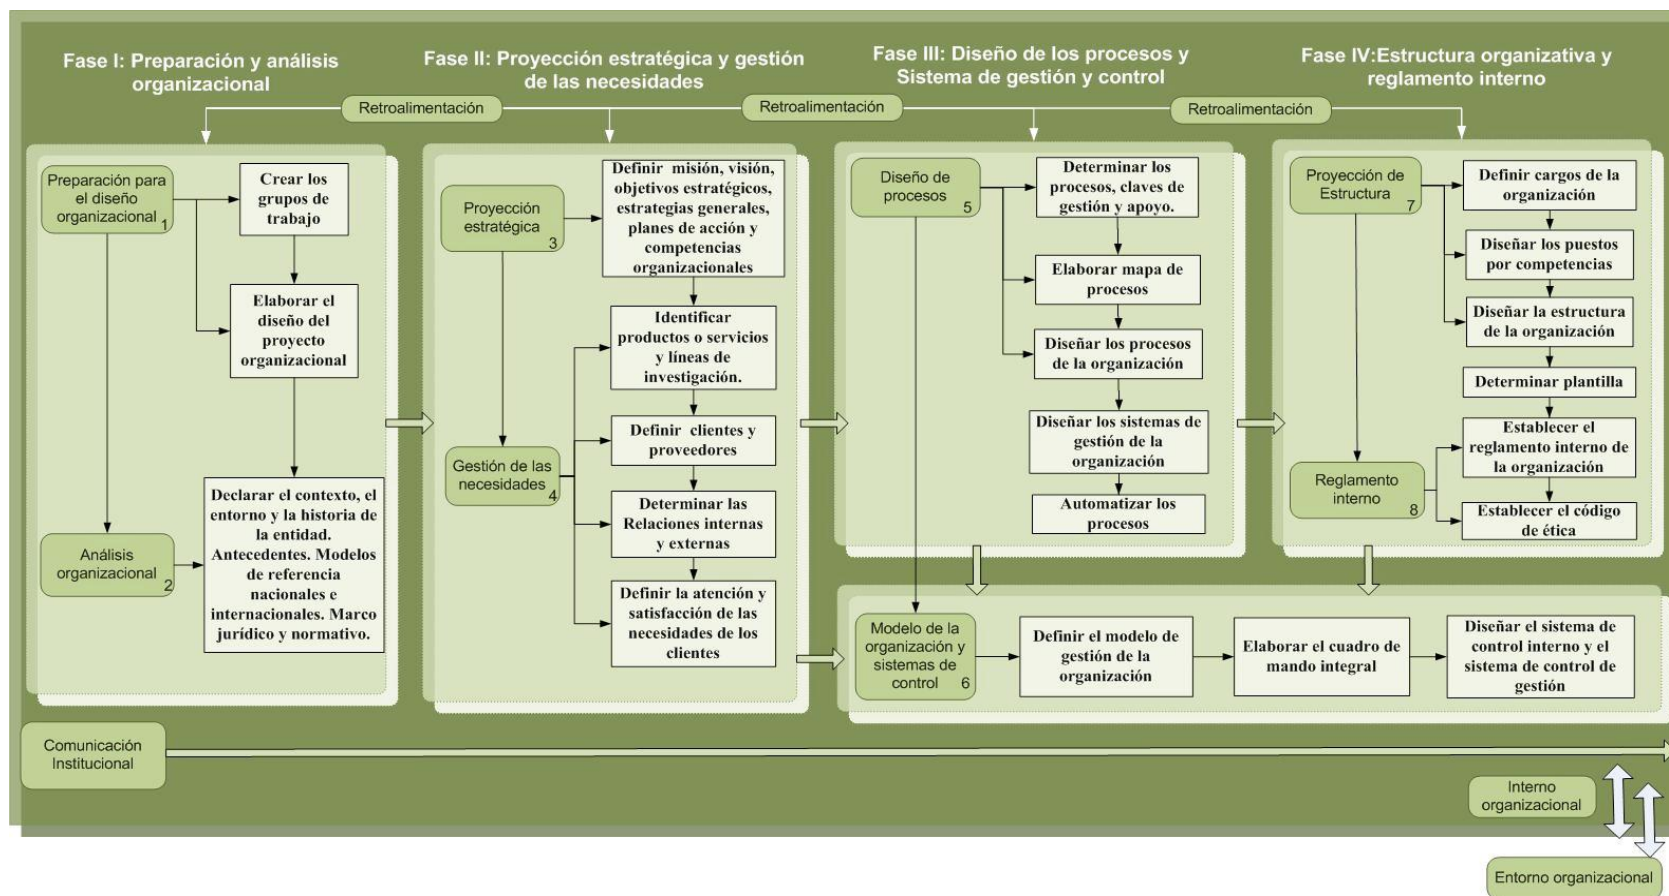 Fase I: Preparación y análisis
organizacional
Fase II: Proyección estratégica y gestión
de las necesidades
Fase III: Diseño de los procesos y
Sistema de gestión y control
Fase IV:Estructura organizativa y
reglamento interno
Retroalimentación
Retroalimentación
Retroalimentación
Preparación para
el diseño
organizacional
1
Crear los
grupos de
trabajo
Elaborar el
diseño del
proyecto
organizacional
Análisis
organizacional
2
Declarar el contexto, el
entorno y la historia de
la entidad.
Antecedentes. Modelos
de referencia
nacionales e
internacionales. Marco
jurídico y normativo.
Proyección
estratégica
3
Definir misión, visión,
objetivos estratégicos,
estrategias generales,
planes de acción y
competencias
organizacionales
Identificar
productos o servicios
y líneas de
investigación.
Definir clientes y
proveedores
Gestión de las
necesidades
4
Determinar las
Relaciones internas
y externas
Definir la atención y
satisfacción de las
necesidades de los
clientes
Diseño de
procesos
5
Determinar los
procesos, claves de
gestión y apoyo.
Elaborar mapa de
procesos
Diseñar los procesos
de la organización
Diseñar los sistemas de
gestión de la
organización
Automatizar los
procesos
Modelo de la
organización y
sistemas de
control
6
Definir el modelo de
gestión de la
organización
Elaborar el cuadro de
mando integral
Diseñar el sistema de
control interno y el
sistema de control de
gestión
Proyección de
Estructura
7
Definir cargos de la
organización
Diseñar los puestos
por competencias
Diseñar la estructura
de la organización
Determinar plantilla
Reglamento
interno
8
Establecer el
reglamento interno de
la organización
Establecer el código
de ética
Comunicación
Institucional
Interno
organizacional
Entorno organizacional